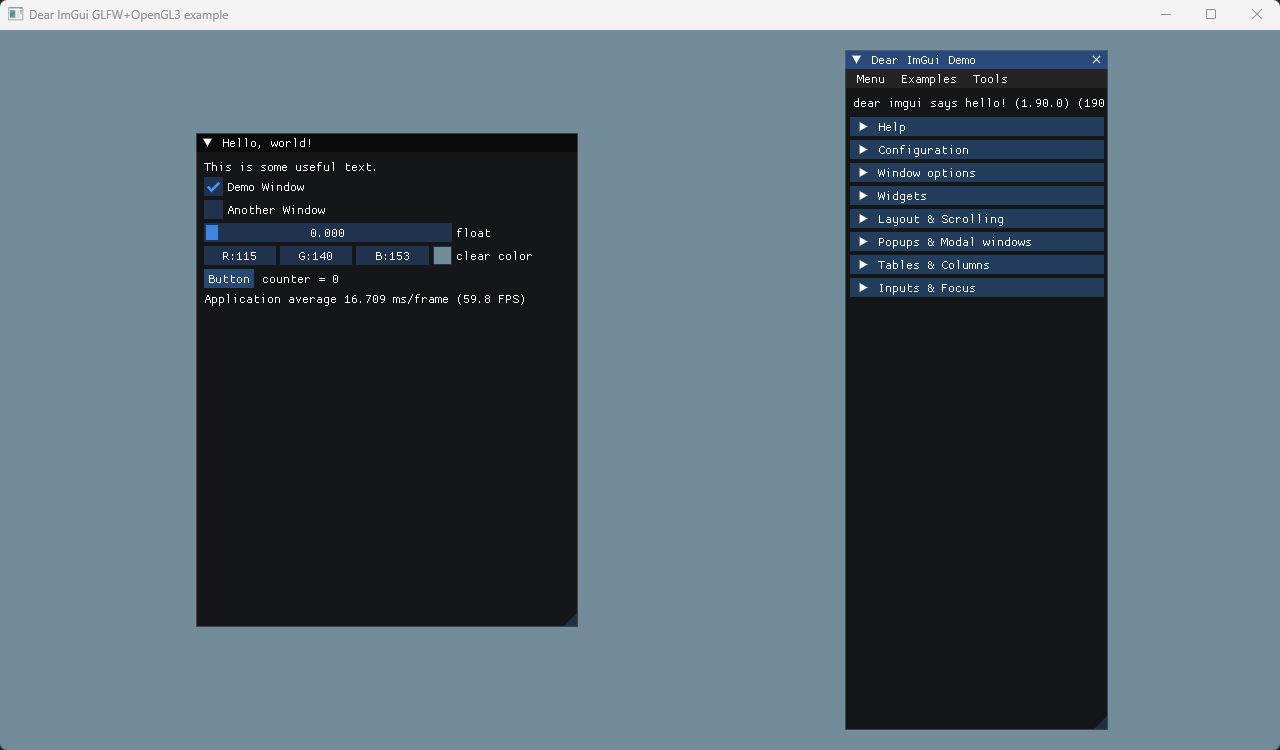 Dear ImGui GLFW+OpenGL3 example
Hello, world!
This is some useful text.
Demo Window
Another Window
0.000 float
R:115 G:140 B:153 clear color
Button counter = 0
Application average 16.709 ms/frame (59.8 FPS)
Dear ImGui Demo
Menu Examples Tools
dear imgui says hello! (1.90.0) (190
Help
Configuration
Window options
Widgets
Layout & Scrolling
Popups & Modal windows
Tables & Columns
Inputs & Focus